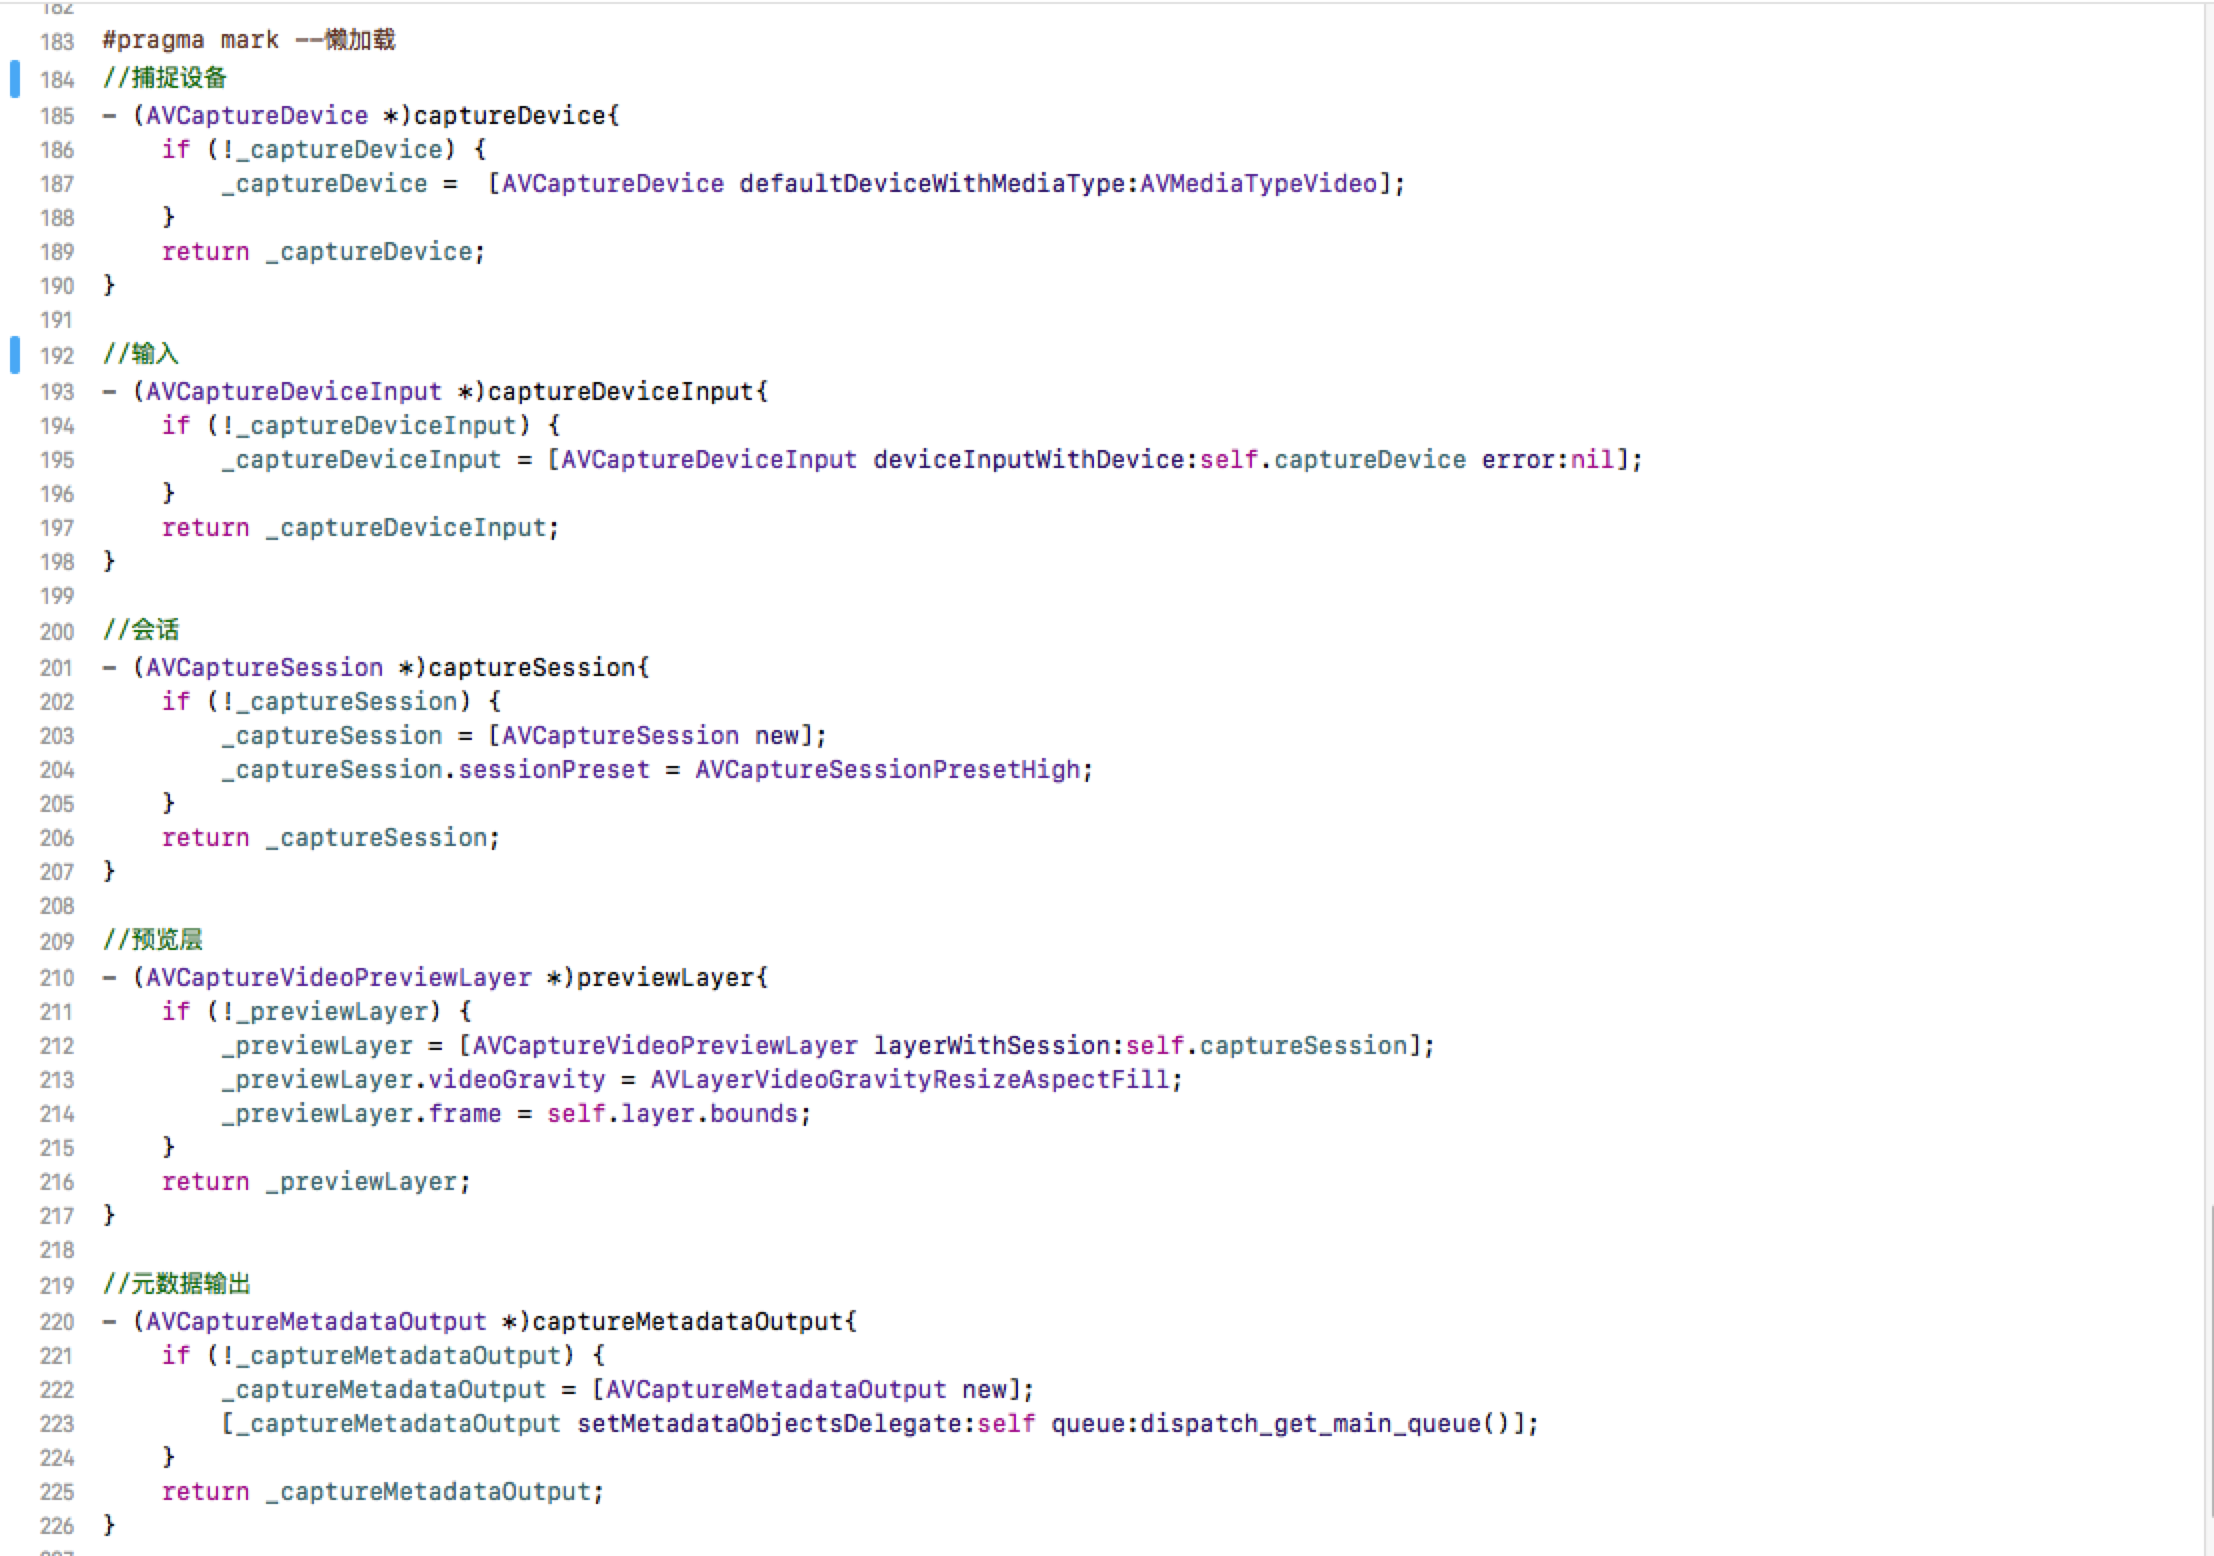 182
183 #pragma mark --懒加载
184 //捕捉设备
185 - (AVCaptureDevice *)captureDevice{
186     if (!_captureDevice) {
187         _captureDevice =  [AVCaptureDevice defaultDeviceWithMediaType:AVMediaTypeVideo];
188     }
189     return _captureDevice;
190 }
191
192 //输入
193 - (AVCaptureDeviceInput *)captureDeviceInput{
194     if (!_captureDeviceInput) {
195         _captureDeviceInput = [AVCaptureDeviceInput deviceInputWithDevice:self.captureDevice error:nil];
196     }
197     return _captureDeviceInput;
198 }
199
200 //会话
201 - (AVCaptureSession *)captureSession{
202     if (!_captureSession) {
203         _captureSession = [AVCaptureSession new];
204         _captureSession.sessionPreset = AVCaptureSessionPresetHigh;
205     }
206     return _captureSession;
207 }
208
209 //预览层
210 - (AVCaptureVideoPreviewLayer *)previewLayer{
211     if (!_previewLayer) {
212         _previewLayer = [AVCaptureVideoPreviewLayer layerWithSession:self.captureSession];
213         _previewLayer.videoGravity = AVLayerVideoGravityResizeAspectFill;
214         _previewLayer.frame = self.layer.bounds;
215     }
216     return _previewLayer;
217 }
218
219 //元数据输出
220 - (AVCaptureMetadataOutput *)captureMetadataOutput{
221     if (!_captureMetadataOutput) {
222         _captureMetadataOutput = [AVCaptureMetadataOutput new];
223         [_captureMetadataOutput setMetadataObjectsDelegate:self queue:dispatch_get_main_queue()];
224     }
225     return _captureMetadataOutput;
226 }